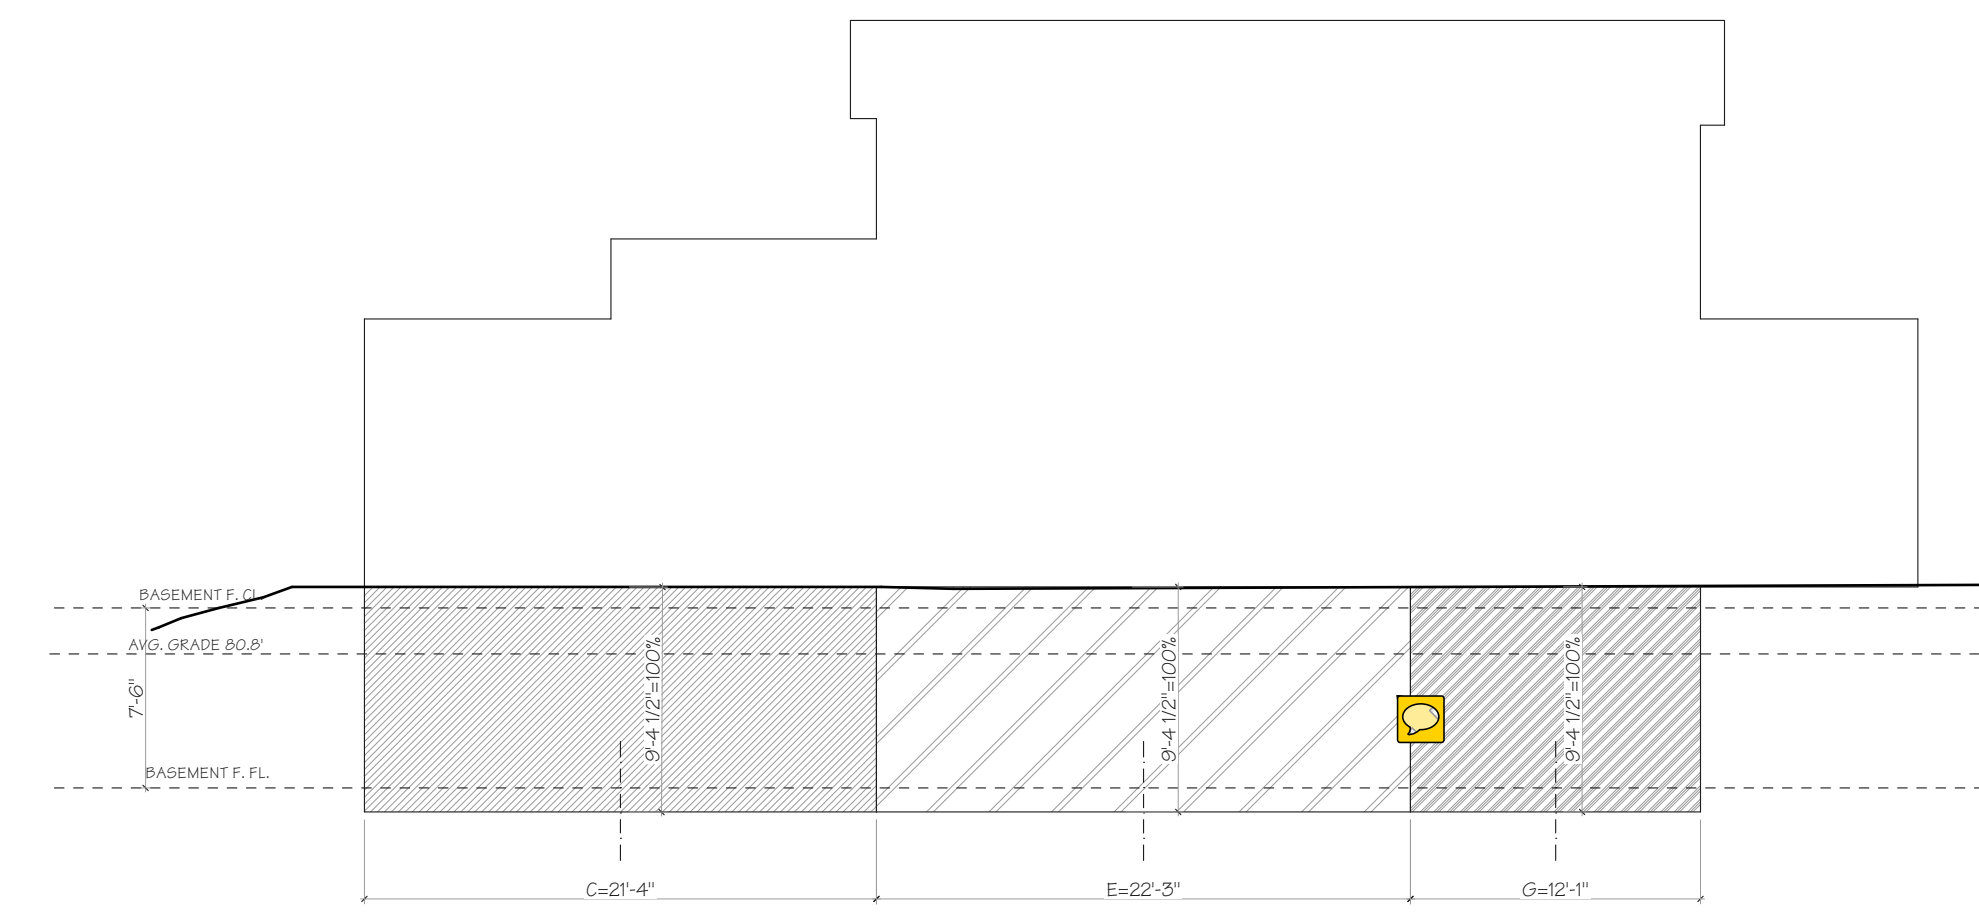 BASEMENT F. CL.
AVG. GRADE 80.8'
7'-6"
BASEMENT F. FL.
9'-4 1/2"=100%
9'-4 1/2"=100%
9'-4 1/2"=100%
C=21'-4"
E=22'-3"
G=12'-1"